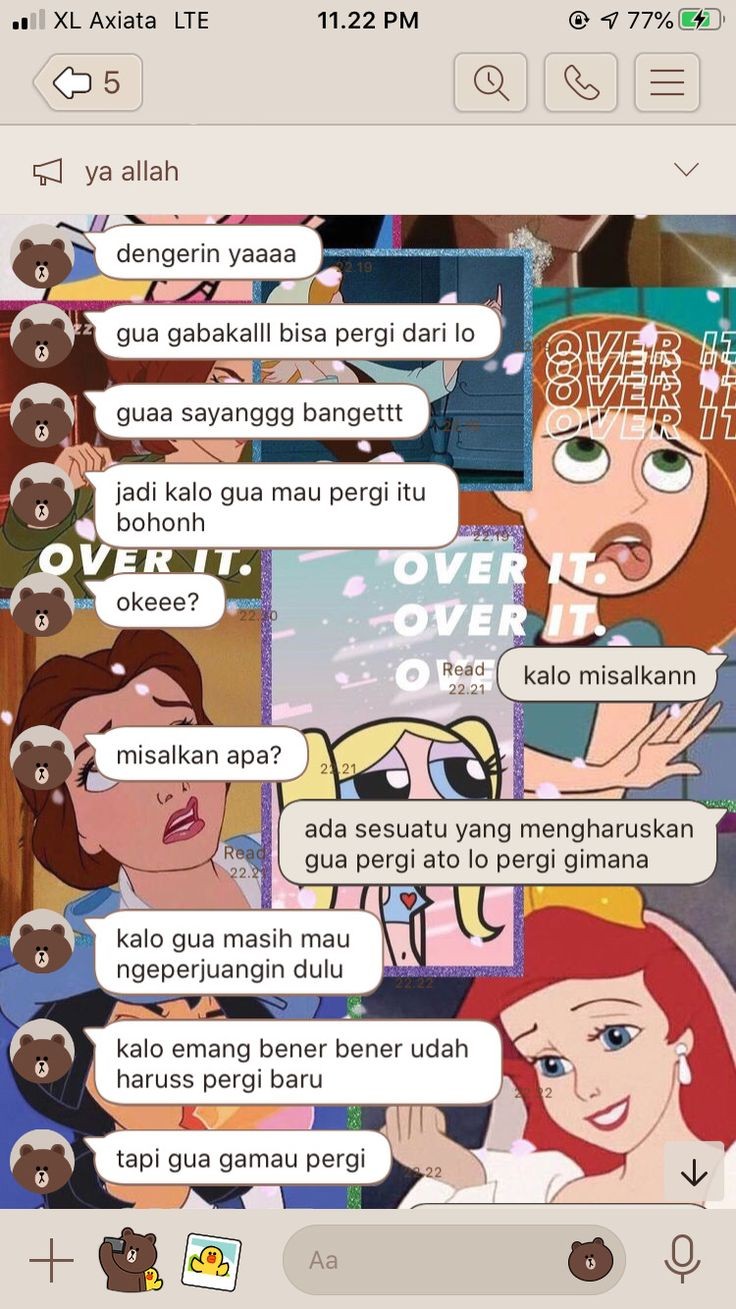 XL Axiata LTE 11.22 PM 77%
5
ya allah
dengerin yaaaa
22.19
gua gabakalll bisa pergi dari lo
guaa sayanggg bangettt
OVER IT
OVER IT
OVER IT
OVER IT
jadi kalo gua mau pergi itu
bohonh
22.19
OVER IT.
OVER IT.
okeee?
22.20
OVER IT.
Read
22.21
kalo misalkann
misalkan apa?
22.21
ada sesuatu yang mengharuskan
gua pergi ato lo pergi gimana
Read
22.21
kalo gua masih mau
ngeperjuangin dulu
22.22
kalo emang bener bener udah
haruss pergi baru
22.22
tapi gua gamau pergi
22.22
Aa